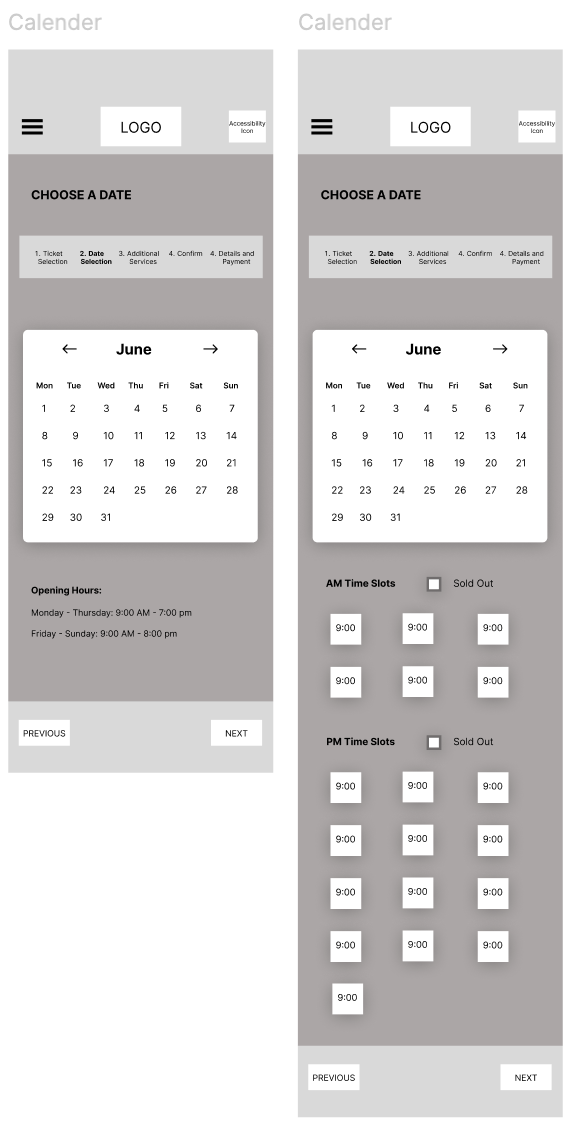 Calender
LOGO
Accessibility
Icon
CHOOSE A DATE
1. Ticket
Selection
2. Date
Selection
3. Additional
Services
4. Confirm
4. Details and
Payment
June
Mon Tue Wed Thu Fri Sat Sun
1 2 3 4 5 6 7
8 9 10 11 12 13 14
15 16 17 18 19 20 21
22 23 24 25 26 27 28
29 30 31
Opening Hours:
Monday - Thursday: 9:00 AM - 7:00 pm
Friday - Sunday: 9:00 AM - 8:00 pm
PREVIOUS NEXT
Calender
LOGO
Accessibility
Icon
CHOOSE A DATE
1. Ticket
Selection
2. Date
Selection
3. Additional
Services
4. Confirm
4. Details and
Payment
June
Mon Tue Wed Thu Fri Sat Sun
1 2 3 4 5 6 7
8 9 10 11 12 13 14
15 16 17 18 19 20 21
22 23 24 25 26 27 28
29 30 31
AM Time Slots Sold Out
9:00 9:00 9:00
9:00 9:00 9:00
PM Time Slots Sold Out
9:00 9:00 9:00
9:00 9:00 9:00
9:00 9:00 9:00
9:00 9:00 9:00
9:00
PREVIOUS NEXT